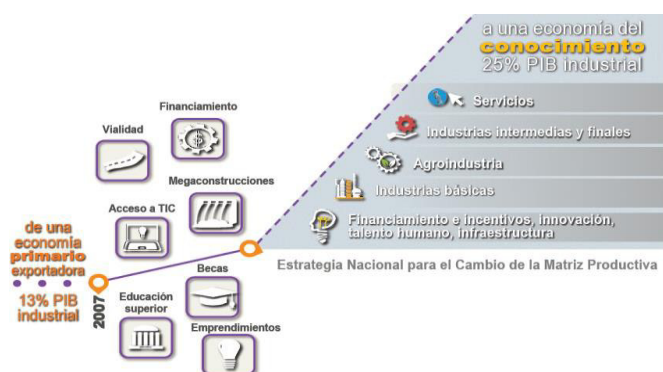 a una economía del
conocimiento
25% PIB industrial
Servicios
Industrias intermedias y finales
Agroindustria
Industrias básicas
Financiamiento e incentivos, innovación,
talento humano, infraestructura
Estrategia Nacional para el Cambio de la Matriz Productiva
Financiamiento
Vialidad
Megaconstrucciones
Acceso a TIC
de una
economía
primario
exportadora
13% PIB
industrial
2007
Becas
Educación
superior
Emprendimientos